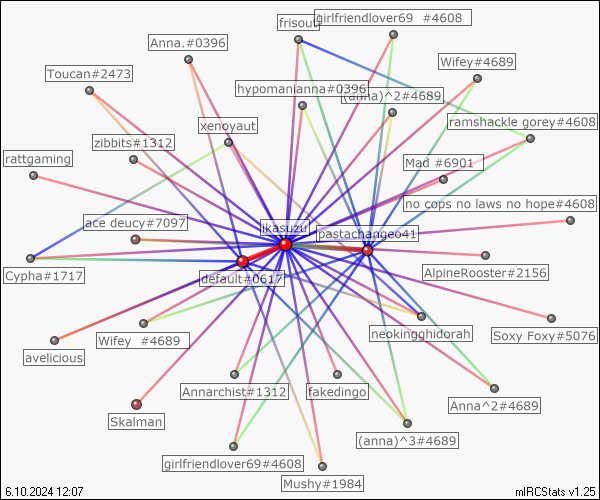 frisout
girlfriendlover69 #4608
Anna.#0396
Wifey#4689
Toucan#2473
hypomanianna#0396
(anna)^2#4689
xenoyaut
ramshackle gorey#4608
zibbits#1312
rattgaming
Mad #6901
no cops no laws no hope#4608
ace deucy#7097
ikasuzu
pastachange041
Cypha#1717
default#0617
AlpineRooster#2156
Wifey #4689
neokingghidorah
Soxy Foxy#5076
avelicious
Annarchist#1312
fakedingo
Anna^2#4689
Skalman
(anna)^3#4689
girlfriendlover69#4608
Mushy#1984
6.10.2024 12:07
mIRCStats v1.25